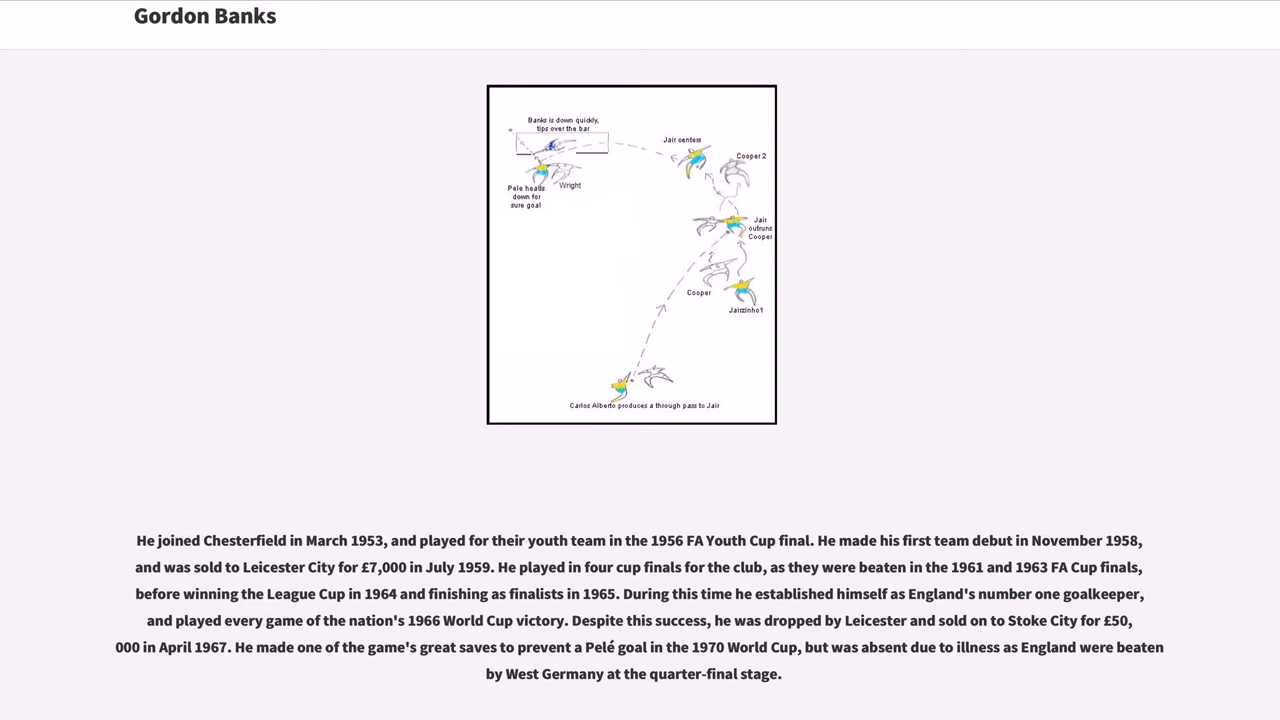 Gordon Banks
Banks is down quickly,
tips over the bar
Jair centers
Cooper 2
Pele heads
down for
sure goal
Wright
Jair
outruns
Cooper
Cooper
Jairzinho1
Carlos Alberto produces a through pass to Jair
He joined Chesterfield in March 1953, and played for their youth team in the 1956 FA Youth Cup final. He made his first team debut in November 1958,
and was sold to Leicester City for £7,000 in July 1959. He played in four cup finals for the club, as they were beaten in the 1961 and 1963 FA Cup finals,
before winning the League Cup in 1964 and finishing as finalists in 1965. During this time he established himself as England's number one goalkeeper,
and played every game of the nation's 1966 World Cup victory. Despite this success, he was dropped by Leicester and sold on to Stoke City for £50,
000 in April 1967. He made one of the game's great saves to prevent a Pelé goal in the 1970 World Cup, but was absent due to illness as England were beaten
by West Germany at the quarter-final stage.